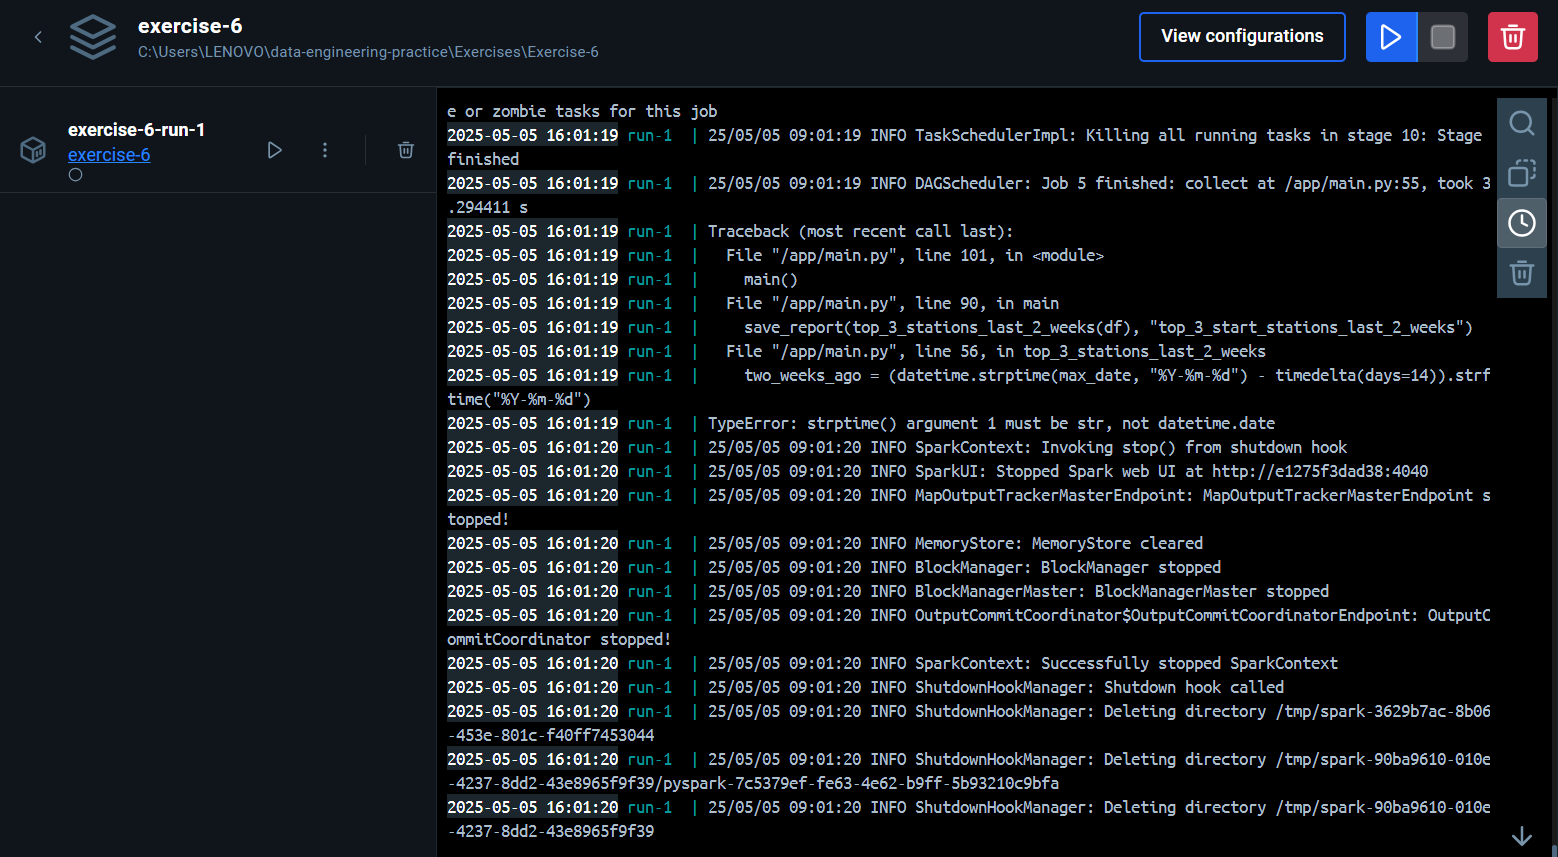 exercise-6
C:\Users\LENOVO\data-engineering-practice\Exercises\Exercise-6
View configurations
exercise-6-run-1
exercise-6
e or zombie tasks for this job
2025-05-05 16:01:19 run-1  | 25/05/05 09:01:19 INFO TaskSchedulerImpl: Killing all running tasks in stage 10: Stage
finished
2025-05-05 16:01:19 run-1  | 25/05/05 09:01:19 INFO DAGScheduler: Job 5 finished: collect at /app/main.py:55, took 3
.294411 s
2025-05-05 16:01:19 run-1  | Traceback (most recent call last):
2025-05-05 16:01:19 run-1  |   File "/app/main.py", line 101, in <module>
2025-05-05 16:01:19 run-1  |     main()
2025-05-05 16:01:19 run-1  |   File "/app/main.py", line 90, in main
2025-05-05 16:01:19 run-1  |     save_report(top_3_stations_last_2_weeks(df), "top_3_start_stations_last_2_weeks")
2025-05-05 16:01:19 run-1  |   File "/app/main.py", line 56, in top_3_stations_last_2_weeks
2025-05-05 16:01:19 run-1  |     two_weeks_ago = (datetime.strptime(max_date, "%Y-%m-%d") - timedelta(days=14)).strf
time("%Y-%m-%d")
2025-05-05 16:01:19 run-1  | TypeError: strptime() argument 1 must be str, not datetime.date
2025-05-05 16:01:20 run-1  | 25/05/05 09:01:20 INFO SparkContext: Invoking stop() from shutdown hook
2025-05-05 16:01:20 run-1  | 25/05/05 09:01:20 INFO SparkUI: Stopped Spark web UI at http://e1275f3dad38:4040
2025-05-05 16:01:20 run-1  | 25/05/05 09:01:20 INFO MapOutputTrackerMasterEndpoint: MapOutputTrackerMasterEndpoint s
topped!
2025-05-05 16:01:20 run-1  | 25/05/05 09:01:20 INFO MemoryStore: MemoryStore cleared
2025-05-05 16:01:20 run-1  | 25/05/05 09:01:20 INFO BlockManager: BlockManager stopped
2025-05-05 16:01:20 run-1  | 25/05/05 09:01:20 INFO BlockManagerMaster: BlockManagerMaster stopped
2025-05-05 16:01:20 run-1  | 25/05/05 09:01:20 INFO OutputCommitCoordinator$OutputCommitCoordinatorEndpoint: OutputC
ommitCoordinator stopped!
2025-05-05 16:01:20 run-1  | 25/05/05 09:01:20 INFO SparkContext: Successfully stopped SparkContext
2025-05-05 16:01:20 run-1  | 25/05/05 09:01:20 INFO ShutdownHookManager: Shutdown hook called
2025-05-05 16:01:20 run-1  | 25/05/05 09:01:20 INFO ShutdownHookManager: Deleting directory /tmp/spark-3629b7ac-8b06
-453e-801c-f40ff7453044
2025-05-05 16:01:20 run-1  | 25/05/05 09:01:20 INFO ShutdownHookManager: Deleting directory /tmp/spark-90ba9610-010e
-4237-8dd2-43e8965f9f39/pyspark-7c5379ef-fe63-4e62-b9ff-5b93210c9bfa
2025-05-05 16:01:20 run-1  | 25/05/05 09:01:20 INFO ShutdownHookManager: Deleting directory /tmp/spark-90ba9610-010e
-4237-8dd2-43e8965f9f39